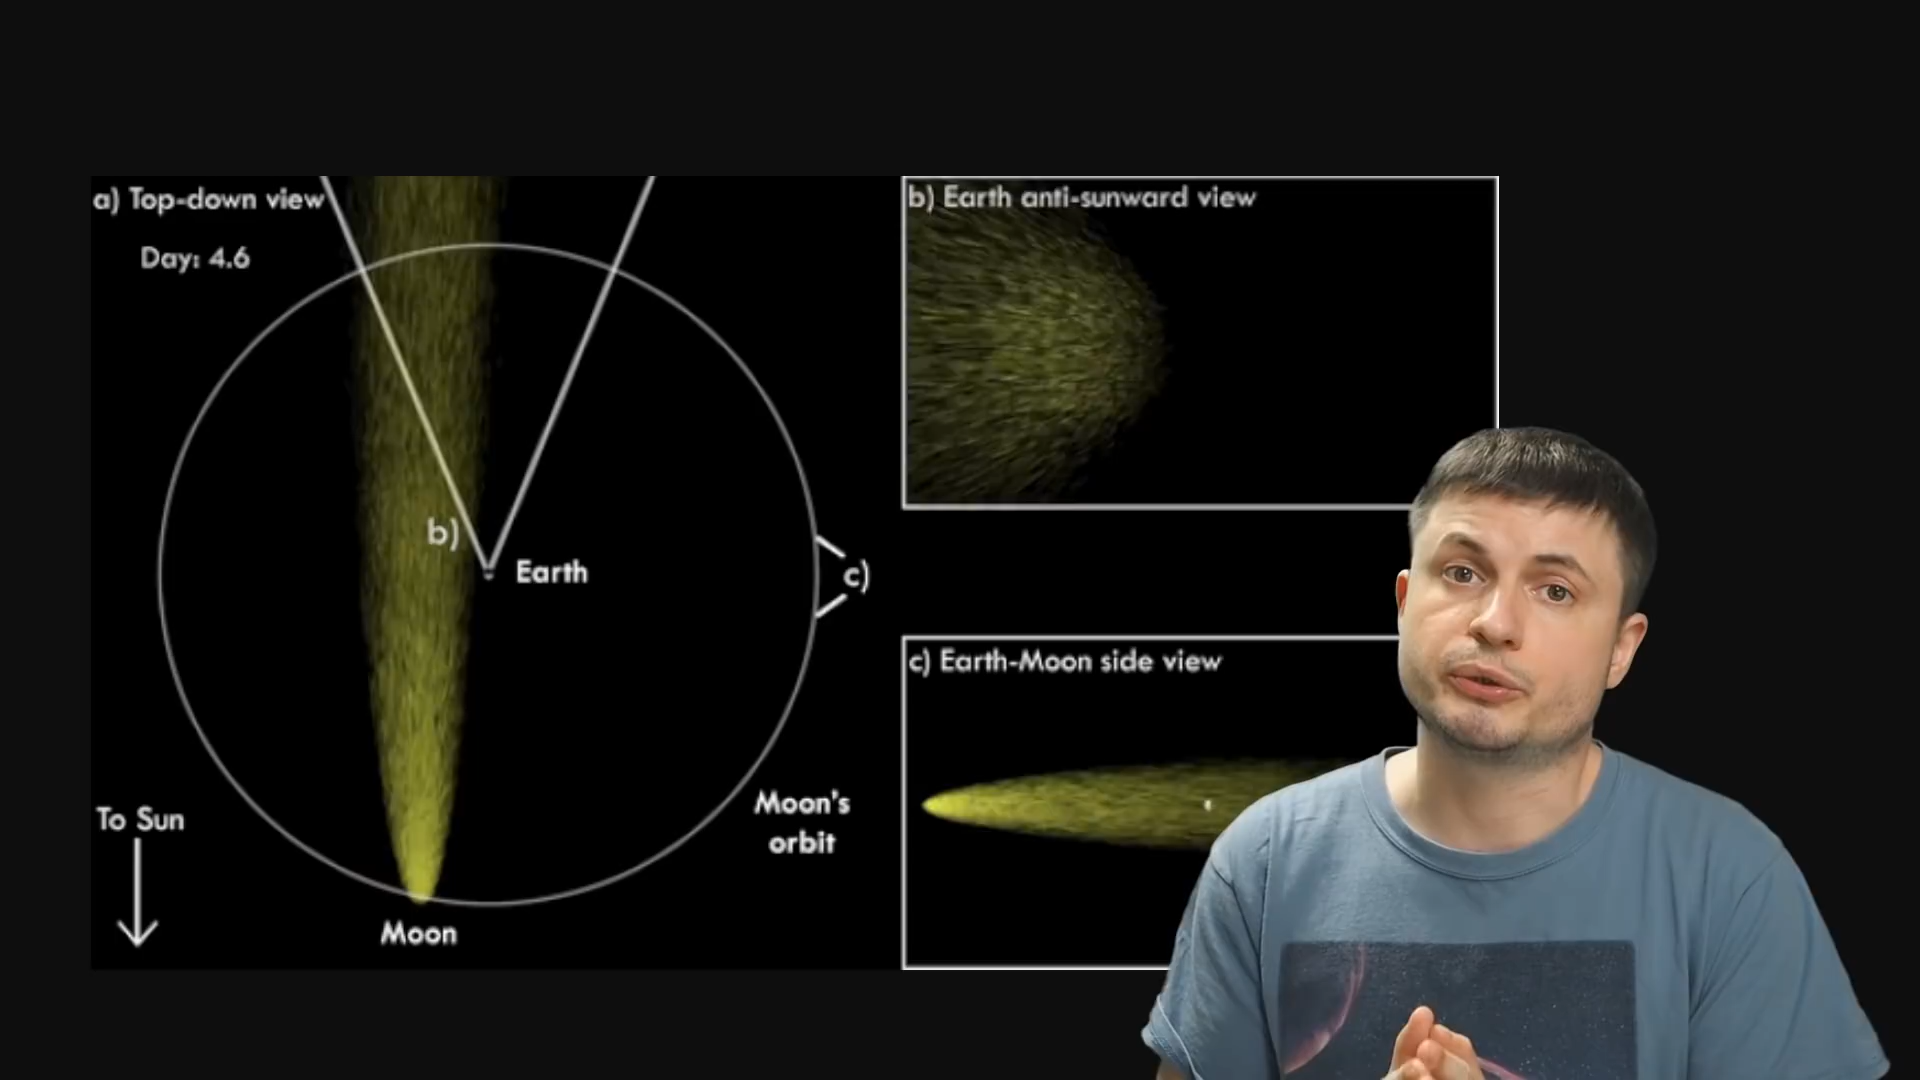 a) Top-down view
Day: 4.6
b)
Earth
c)
To Sun
Moon's
orbit
Moon
b) Earth anti-sunward view
c) Earth-Moon side view